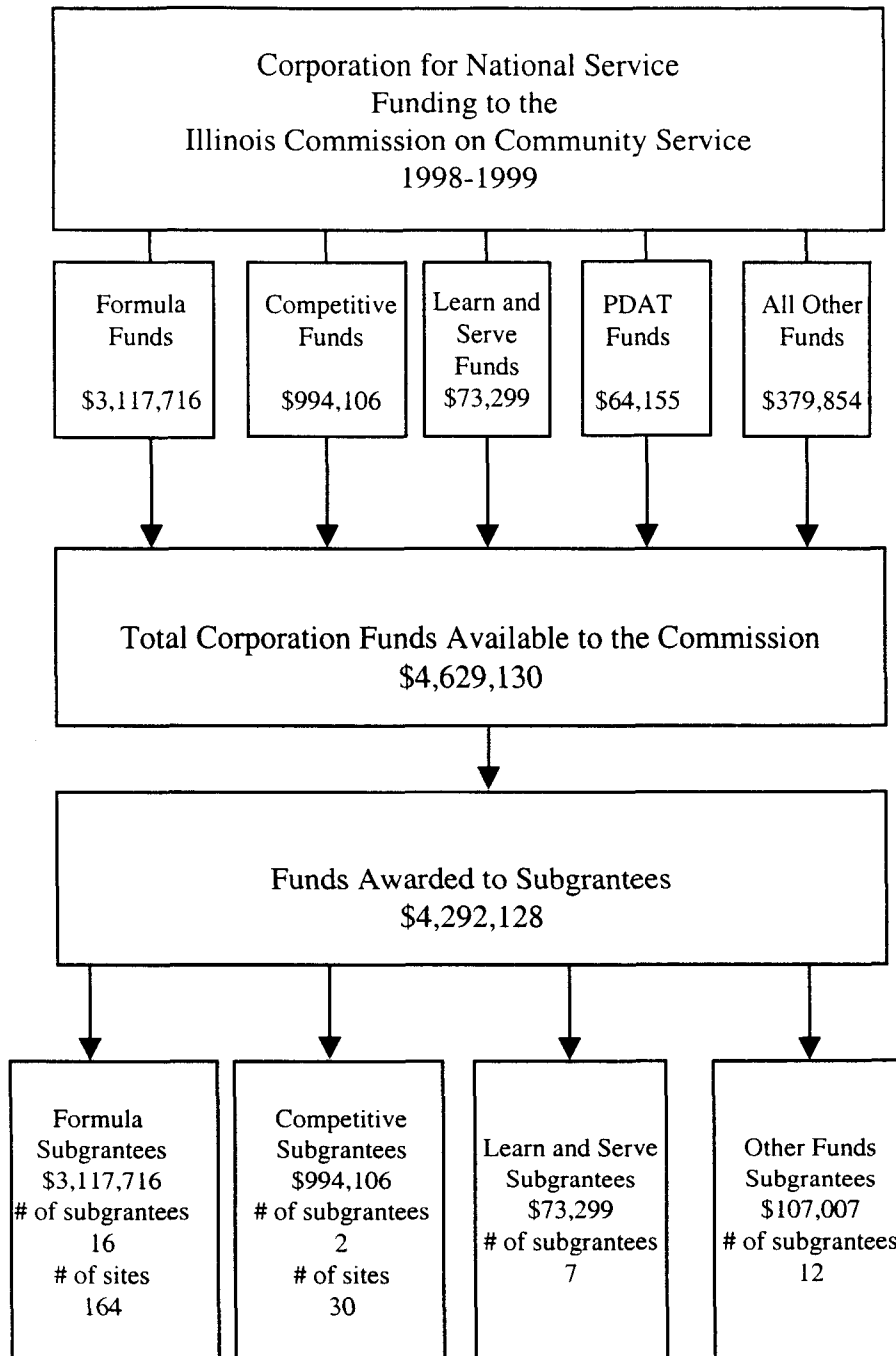 Corporation for National Service
Funding to the
Illinois Commission on Community Service
1998-1999
Formula
Funds
$3,117,716
Competitive
Funds
$994,106
Learn and
Serve
Funds
$73,299
PDAT
Funds
$64,155
All Other
Funds
$379,854
Total Corporation Funds Available to the Commission
$4,629,130
Funds Awarded to Subgrantees
$4,292,128
Formula
Subgrantees
$3,117,716
# of subgrantees
16
# of sites
164
Competitive
Subgrantees
$994,106
# of subgrantees
2
# of sites
30
Learn and Serve
Subgrantees
$73,299
# of subgrantees
7
Other Funds
Subgrantees
$107,007
# of subgrantees
12